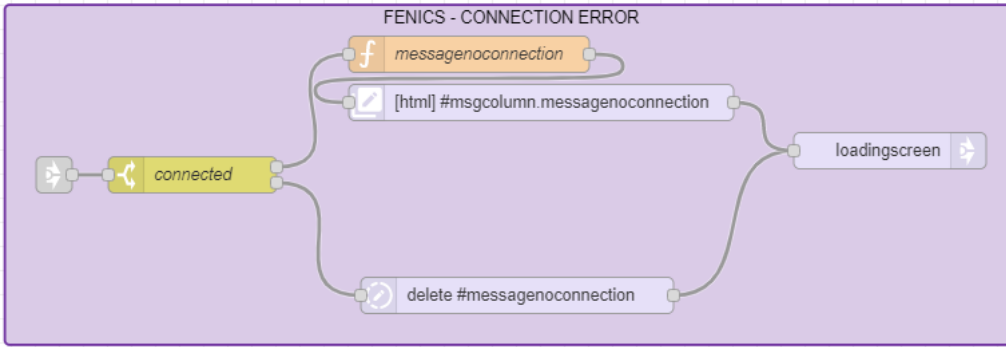 FENICS - CONNECTION ERROR
messagenoconnection
[html] #msgcolumn.messagenoconnection
loadingscreen
connected
delete #messagenoconnection